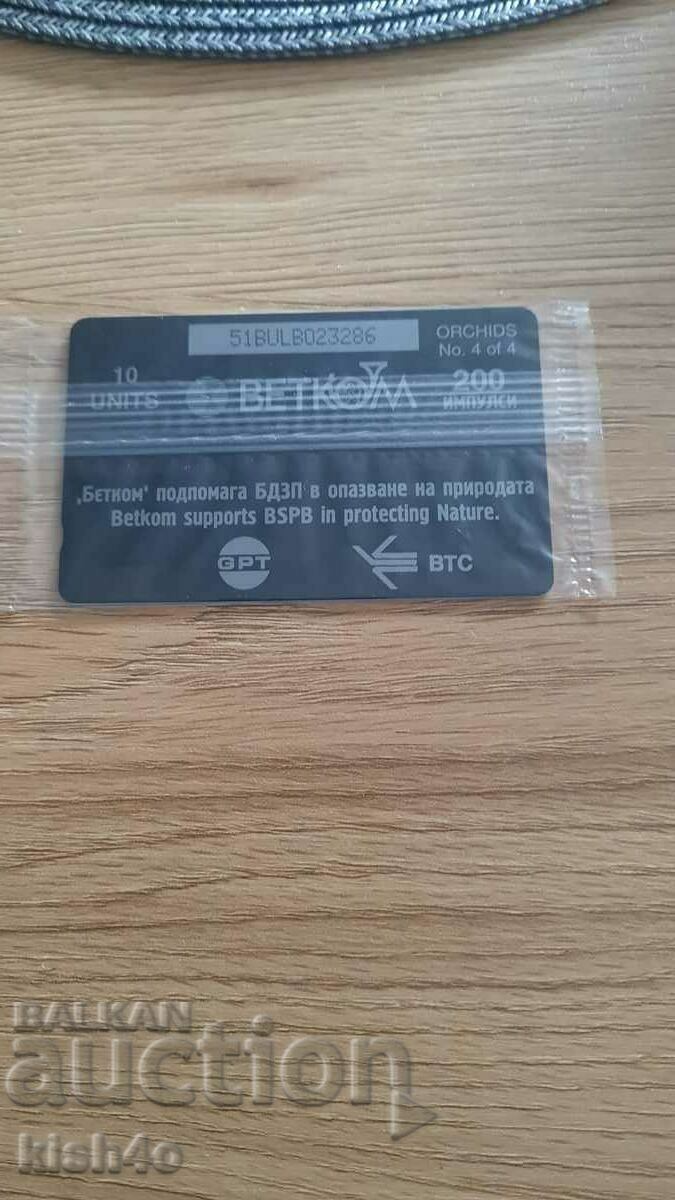 51BULB023286
ORCHIDS
No. 4 of 4
10
UNITS
BETKOM
200
ИМПУЛСИ
„Бетком' подпомага БДЗП в опазване на природата
Betkom supports BSPB in protecting Nature.
GPT
BTC
BALKAN
auction
kish4o